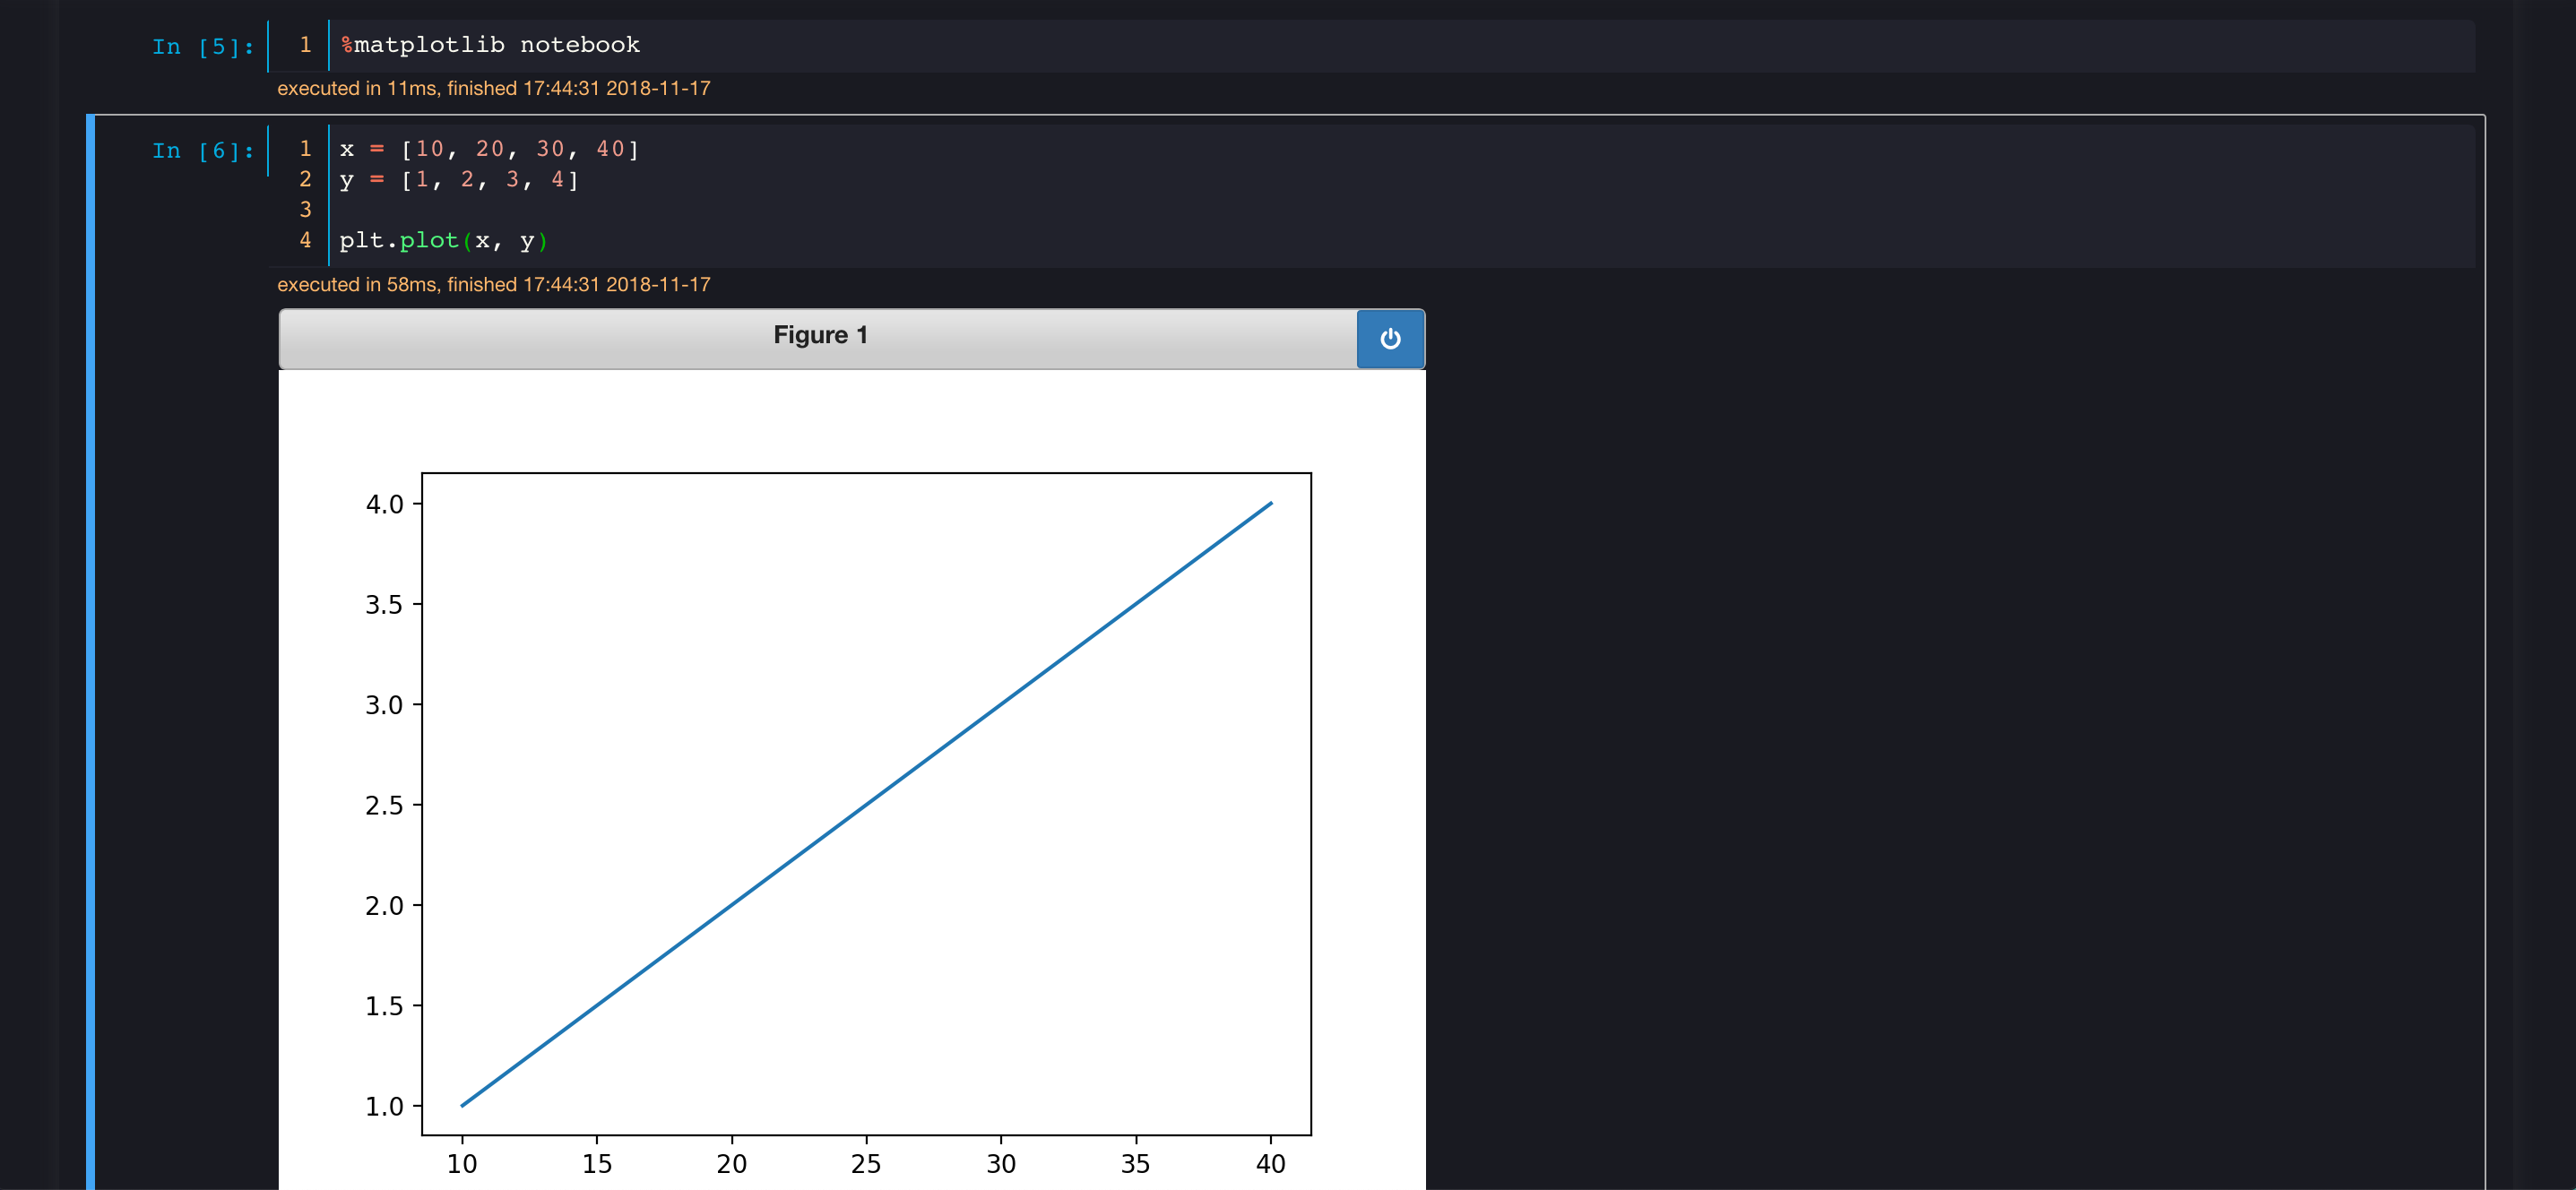 In [5]: 1 %matplotlib notebook
executed in 11ms, finished 17:44:31 2018-11-17
In [6]: 1 x = [10, 20, 30, 40]
2 y = [1, 2, 3, 4]
3
4 plt.plot(x, y)
executed in 58ms, finished 17:44:31 2018-11-17
Figure 1
4.0
3.5
3.0
2.5
2.0
1.5
1.0
10 15 20 25 30 35 40